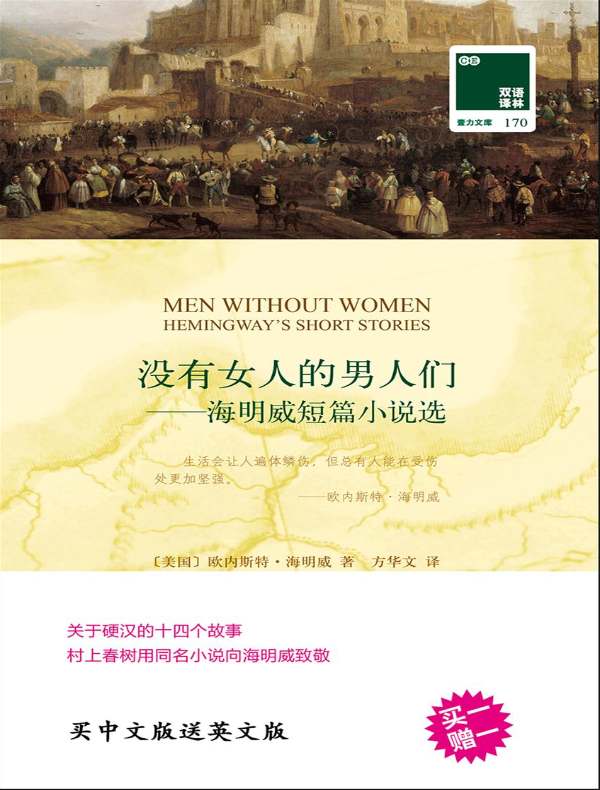 CE
双语
译林
壹力文库 170
MEN WITHOUT WOMEN
HEMINGWAY'S SHORT STORIES
没有女人的男人们
——海明威短篇小说选
生活会让人遍体鳞伤，但总有人能在受伤
处更加坚强。
——欧内斯特·海明威
〔美国〕欧内斯特·海明威 著 方华文 译
关于硬汉的十四个故事
村上春树用同名小说向海明威致敬
买中文版送英文版
买一
赠一